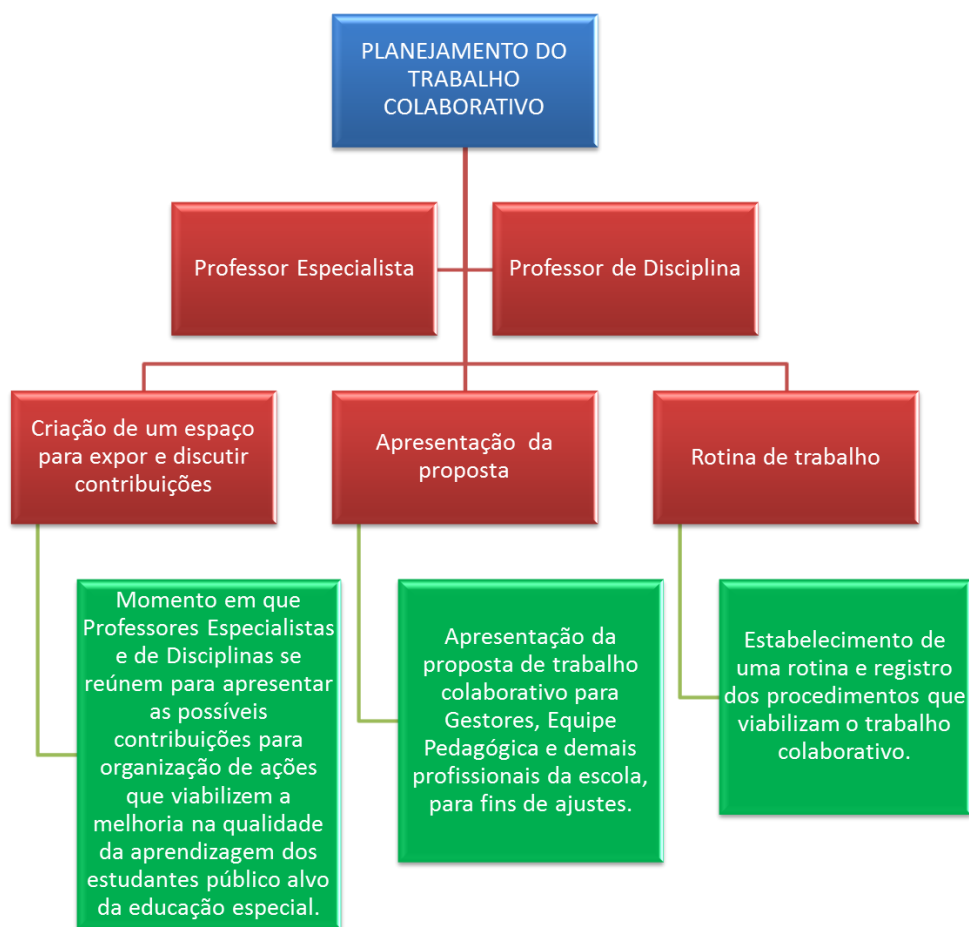 PLANEJAMENTO DO
TRABALHO
COLABORATIVO
Professor Especialista
Professor de Disciplina
Criação de um espaço
para expor e discutir
contribuições
Apresentação da
proposta
Rotina de trabalho
Momento em que
Professores Especialistas
e de Disciplinas se
reúnem para apresentar
as possíveis
contribuições para
organização de ações
que viabilizem a
melhoria na qualidade
da aprendizagem dos
estudantes público alvo
da educação especial.
Apresentação da
proposta de trabalho
colaborativo para
Gestores, Equipe
Pedagógica e demais
profissionais da escola,
para fins de ajustes.
Estabelecimento de
uma rotina e registro
dos procedimentos que
viabilizam o trabalho
colaborativo.